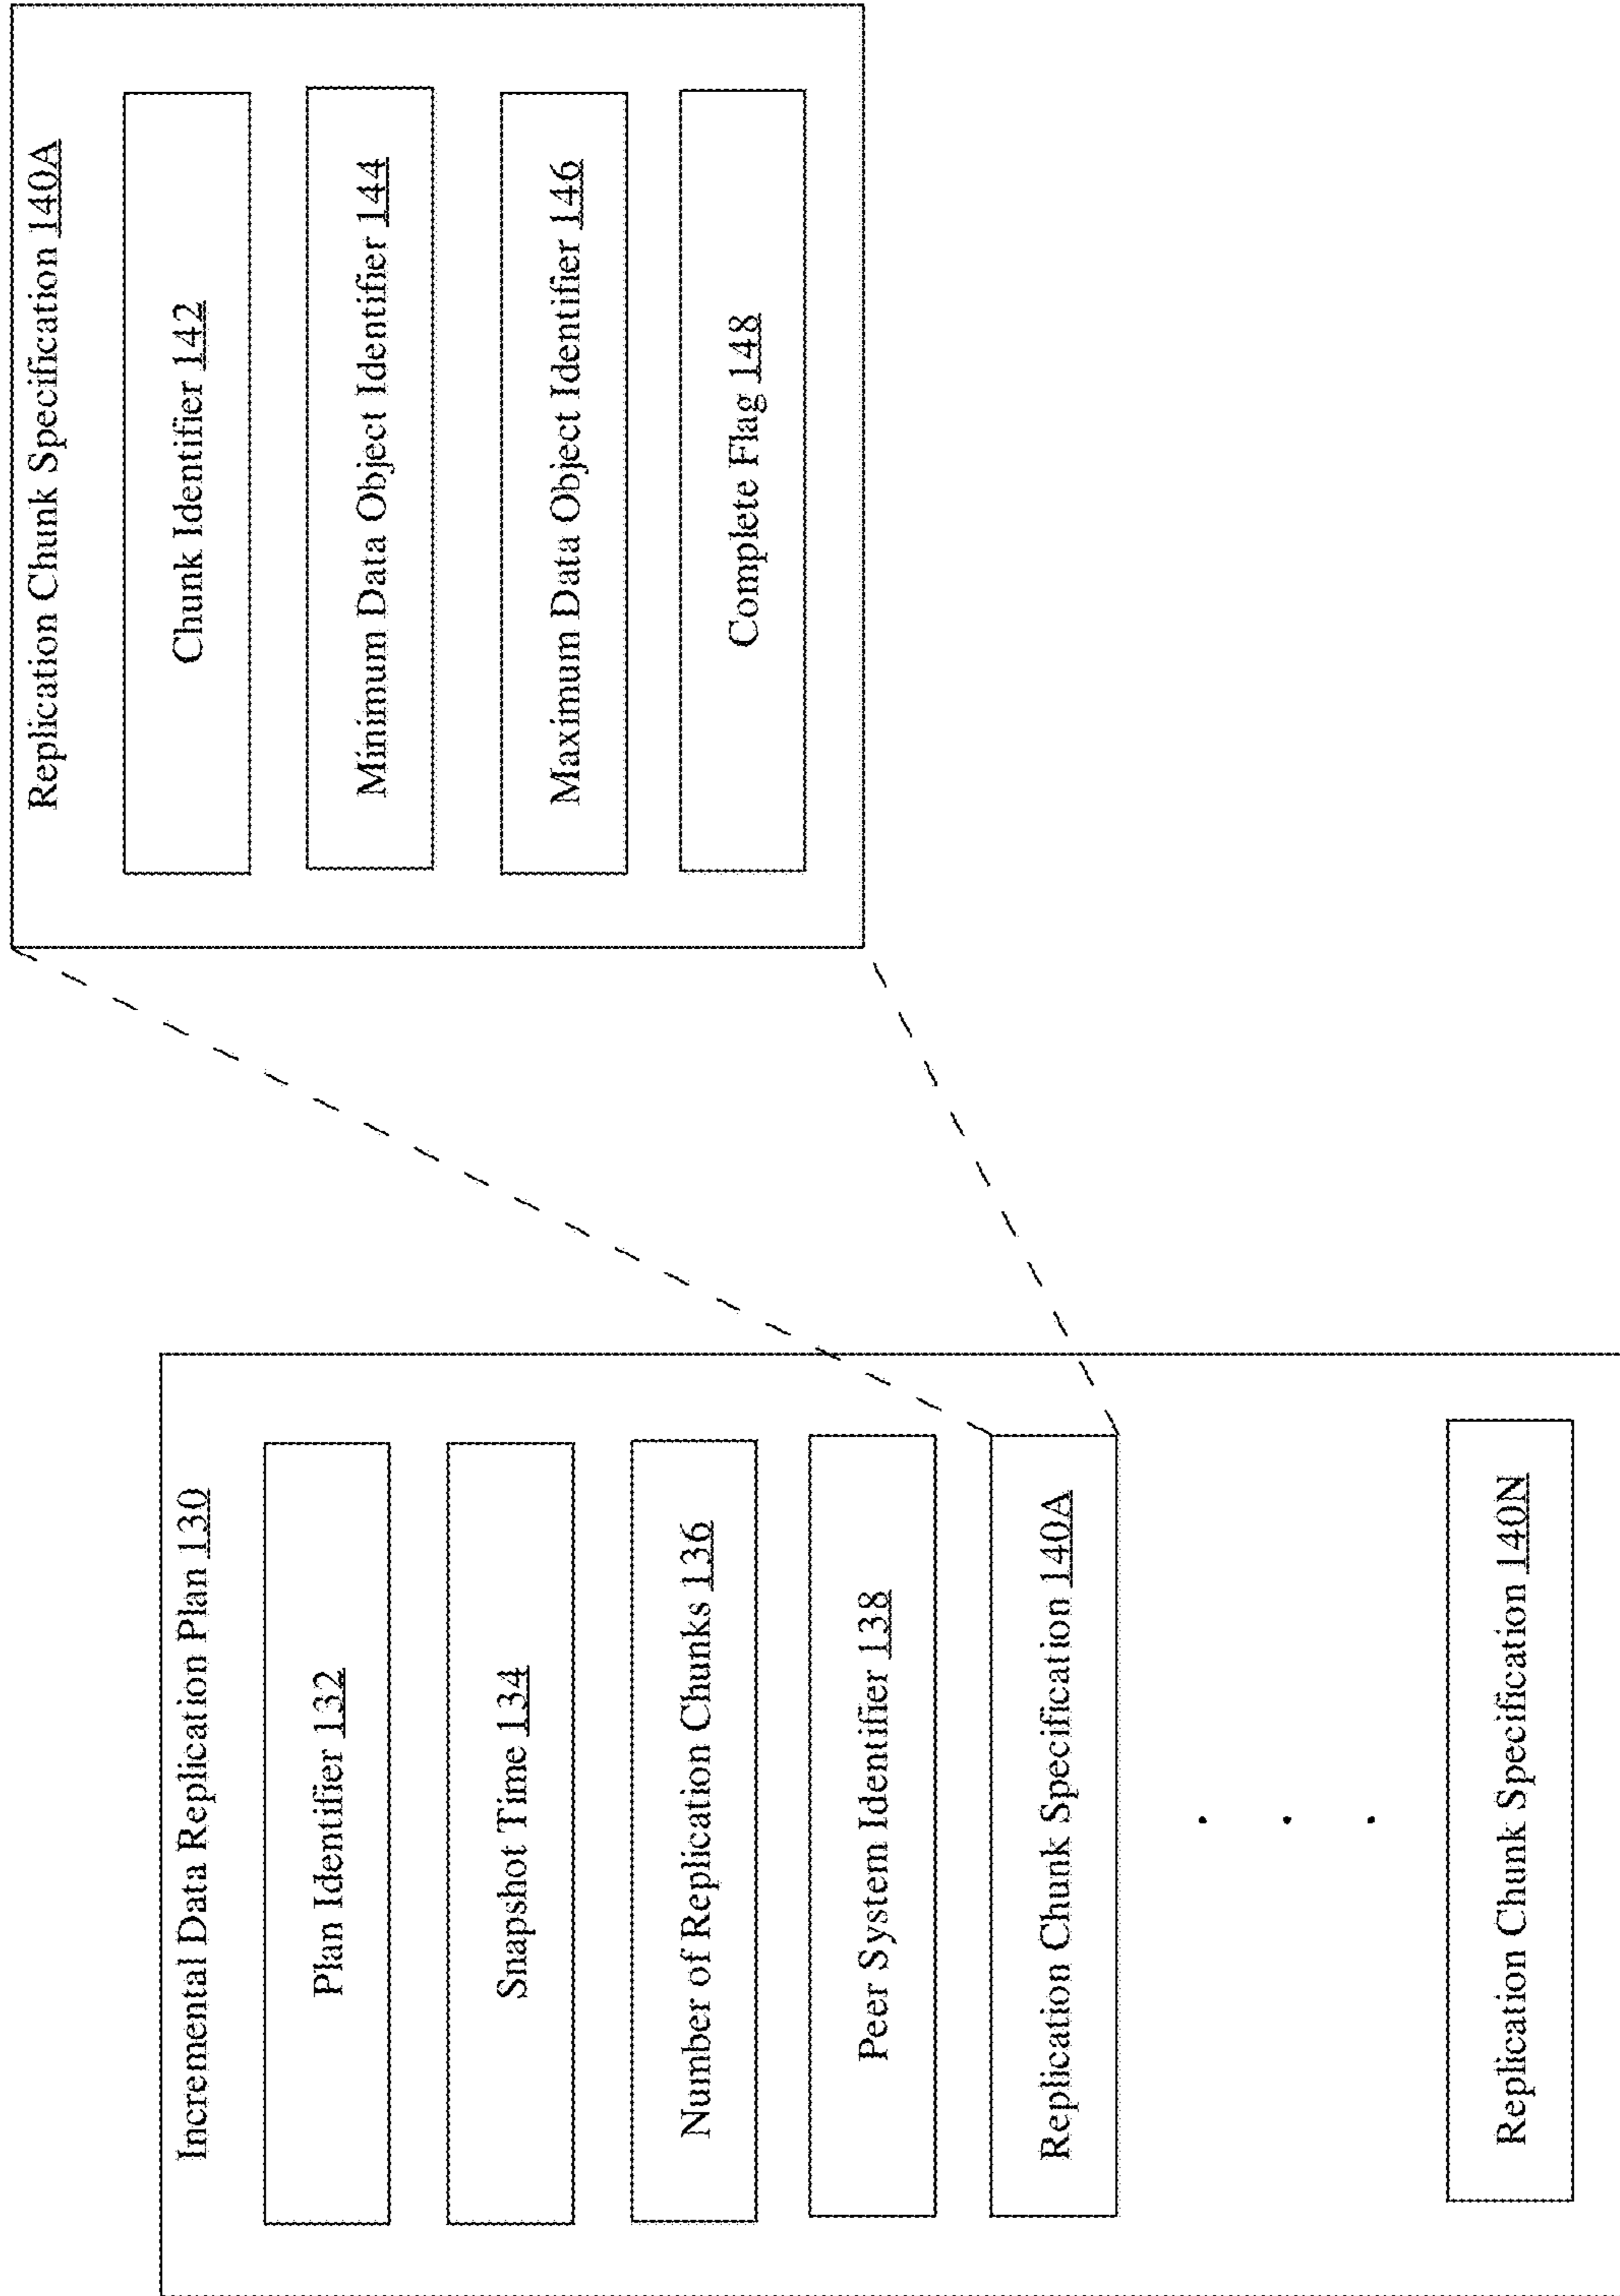 Incremental Data Replication Plan 130
Plan Identifier 132
Snapshot Time 134
Number of Replication Chunks 136
Peer System Identifier 138
Replication Chunk Specification 140A
. . .
Replication Chunk Specification 140N
Replication Chunk Specification 140A
Chunk Identifier 142
Minimum Data Object Identifier 144
Maximum Data Object Identifier 146
Complete Flag 148